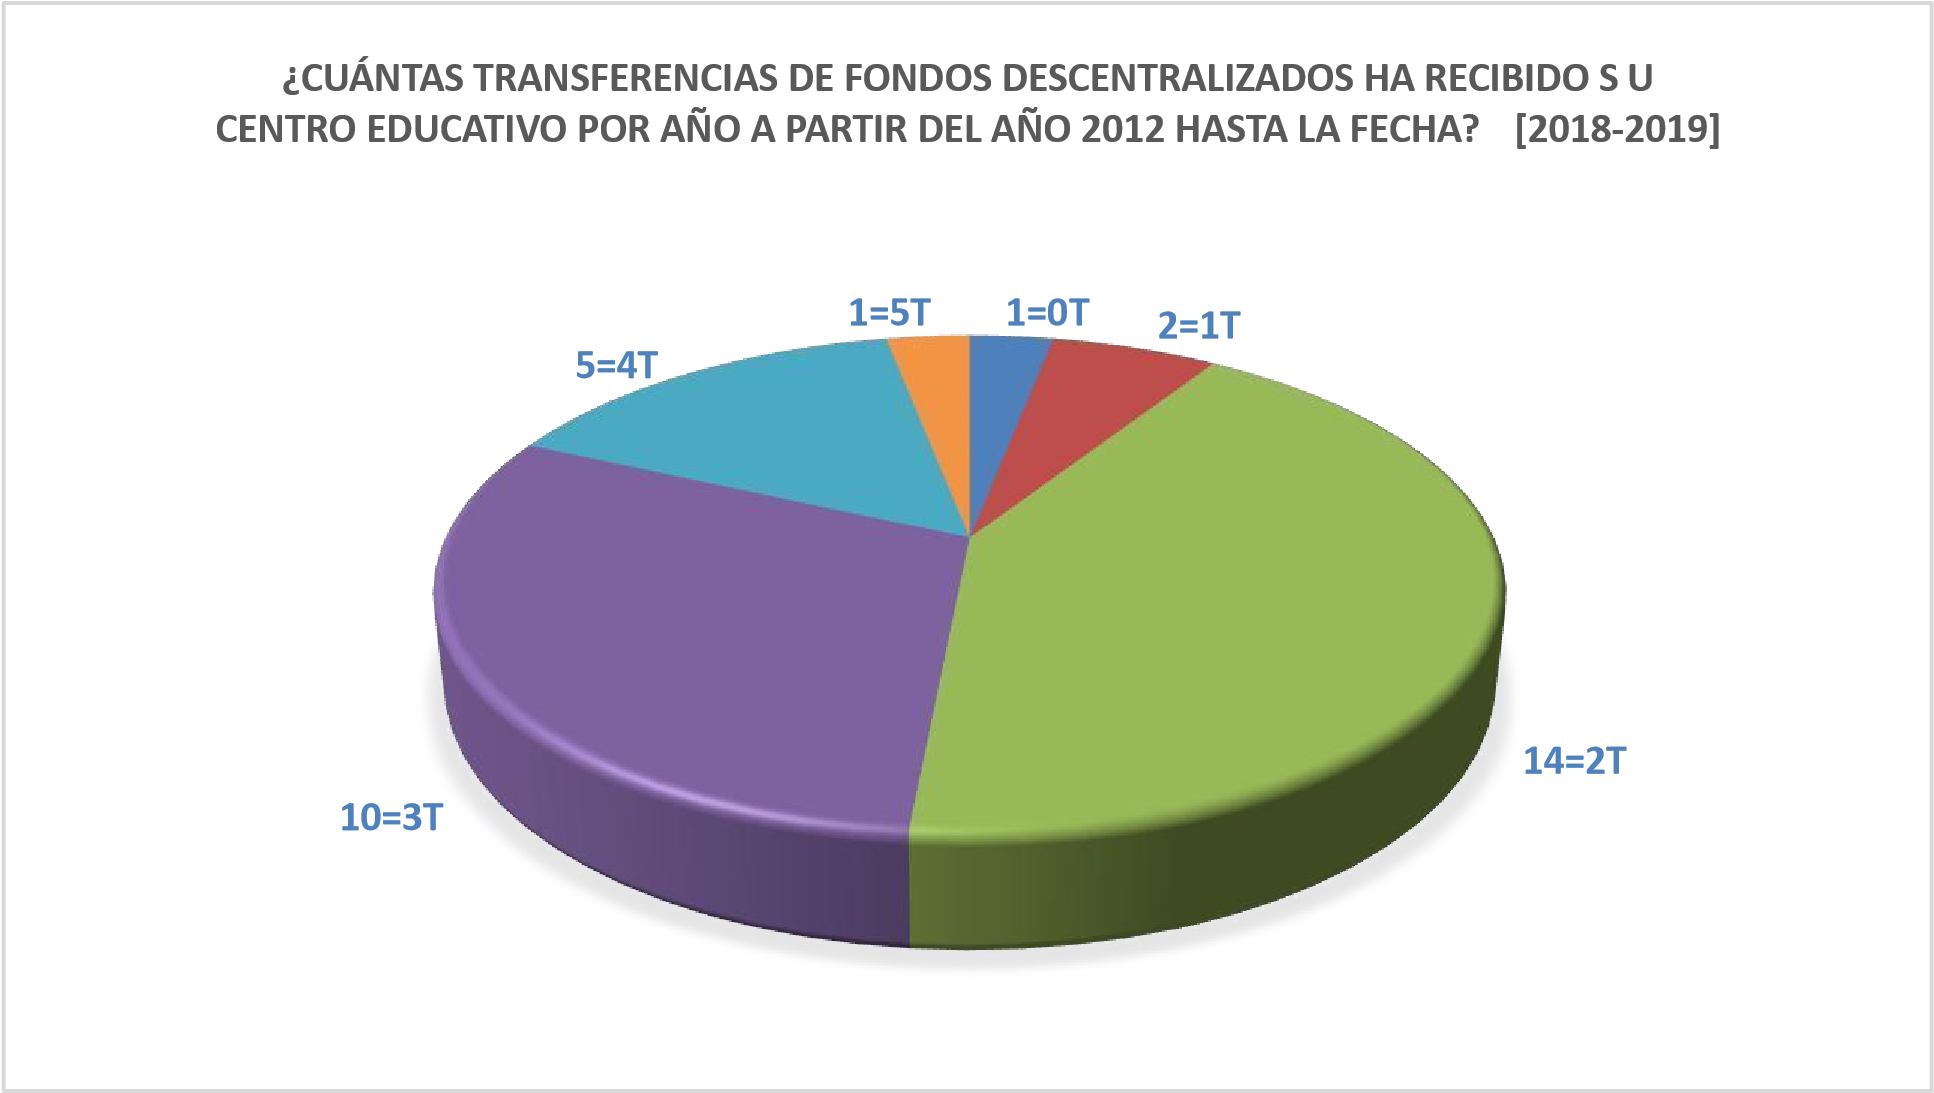 ¿CUÁNTAS TRANSFERENCIAS DE FONDOS DESCENTRALIZADOS HA RECIBIDO S U
CENTRO EDUCATIVO POR AÑO A PARTIR DEL AÑO 2012 HASTA LA FECHA? [2018-2019]
1=5T
1=0T
2=1T
5=4T
14=2T
10=3T